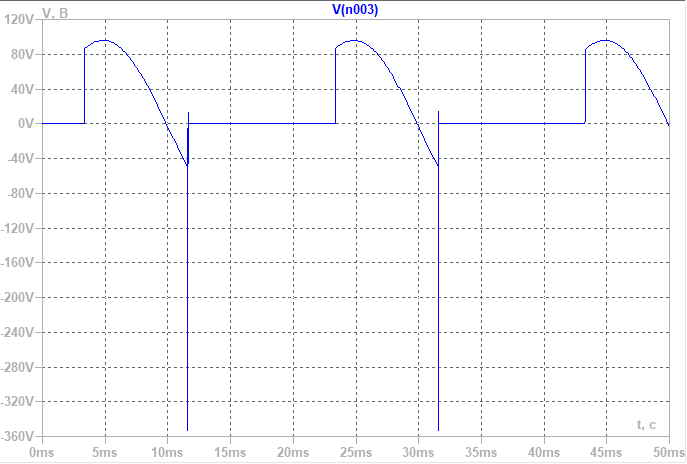 V(n003)
V, В
120V
80V
40V
0V
-40V
-80V
-120V
-160V
-200V
-240V
-280V
-320V
-360V
t, c
0ms 5ms 10ms 15ms 20ms 25ms 30ms 35ms 40ms 45ms 50ms